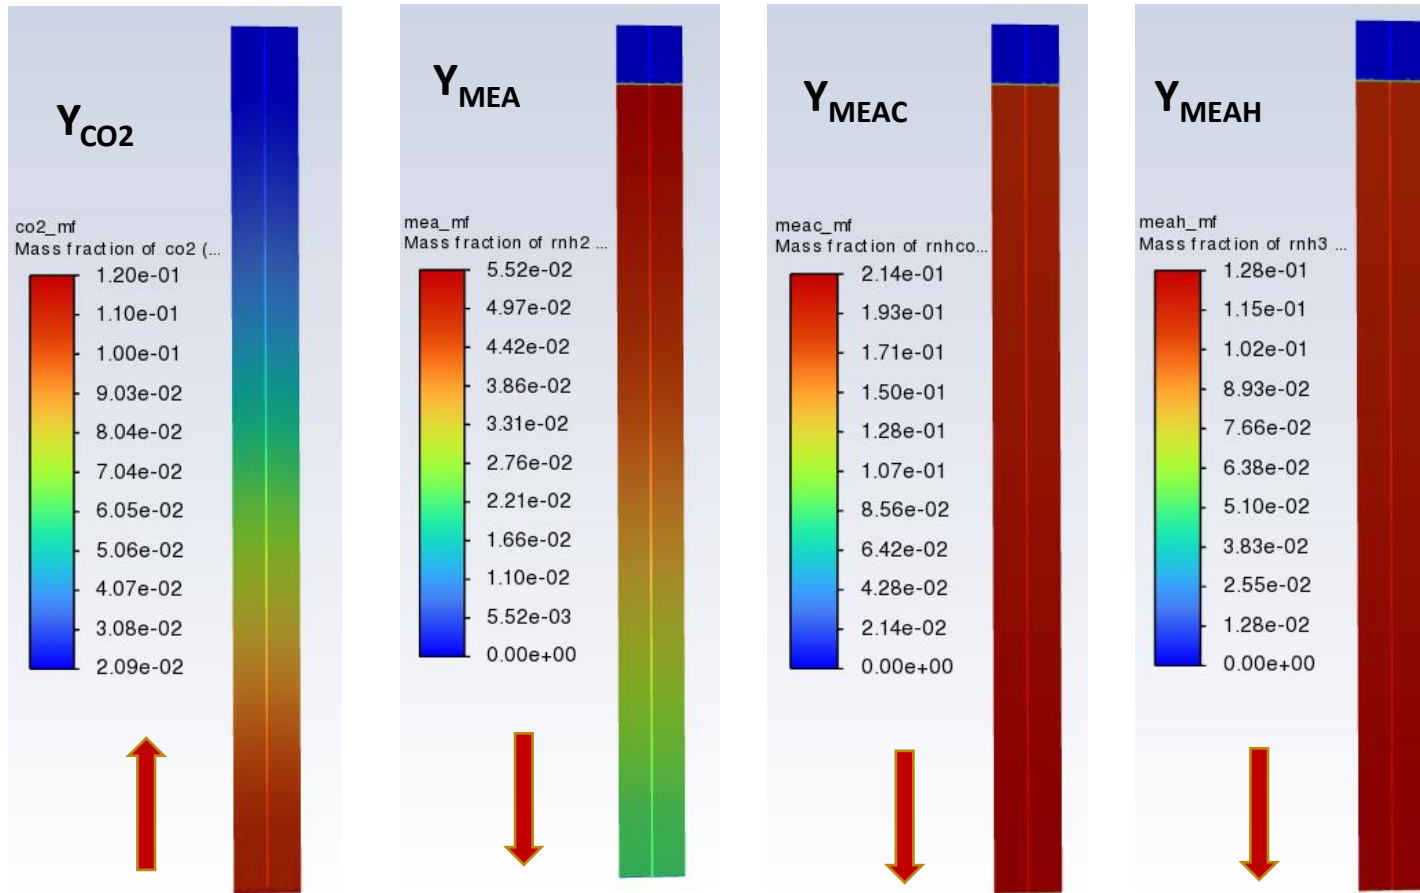 Y_CO2
co2_mf
Mass fraction of co2 (...
1.20e-01
1.10e-01
1.00e-01
9.03e-02
8.04e-02
7.04e-02
6.05e-02
5.06e-02
4.07e-02
3.08e-02
2.09e-02
Y_MEA
mea_mf
Mass fraction of rnh2 ...
5.52e-02
4.97e-02
4.42e-02
3.86e-02
3.31e-02
2.76e-02
2.21e-02
1.66e-02
1.10e-02
5.52e-03
0.00e+00
Y_MEAC
meac_mf
Mass fraction of rnhco...
2.14e-01
1.93e-01
1.71e-01
1.50e-01
1.28e-01
1.07e-01
8.56e-02
6.42e-02
4.28e-02
2.14e-02
0.00e+00
Y_MEAH
meah_mf
Mass fraction of rnh3 ...
1.28e-01
1.15e-01
1.02e-01
8.93e-02
7.66e-02
6.38e-02
5.10e-02
3.83e-02
2.55e-02
1.28e-02
0.00e+00